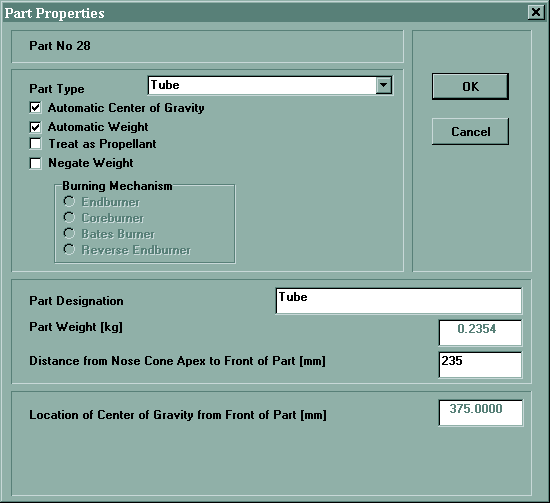 Part Properties
Part No 28
Part Type Tube
Automatic Center of Gravity
Automatic Weight
Treat as Propellant
Negate Weight
Burning Mechanism
Endburner
Coreburner
Bates Burner
Reverse Endburner
OK
Cancel
Part Designation Tube
Part Weight [kg] 0.2354
Distance from Nose Cone Apex to Front of Part [mm] 235
Location of Center of Gravity from Front of Part [mm] 375.0000